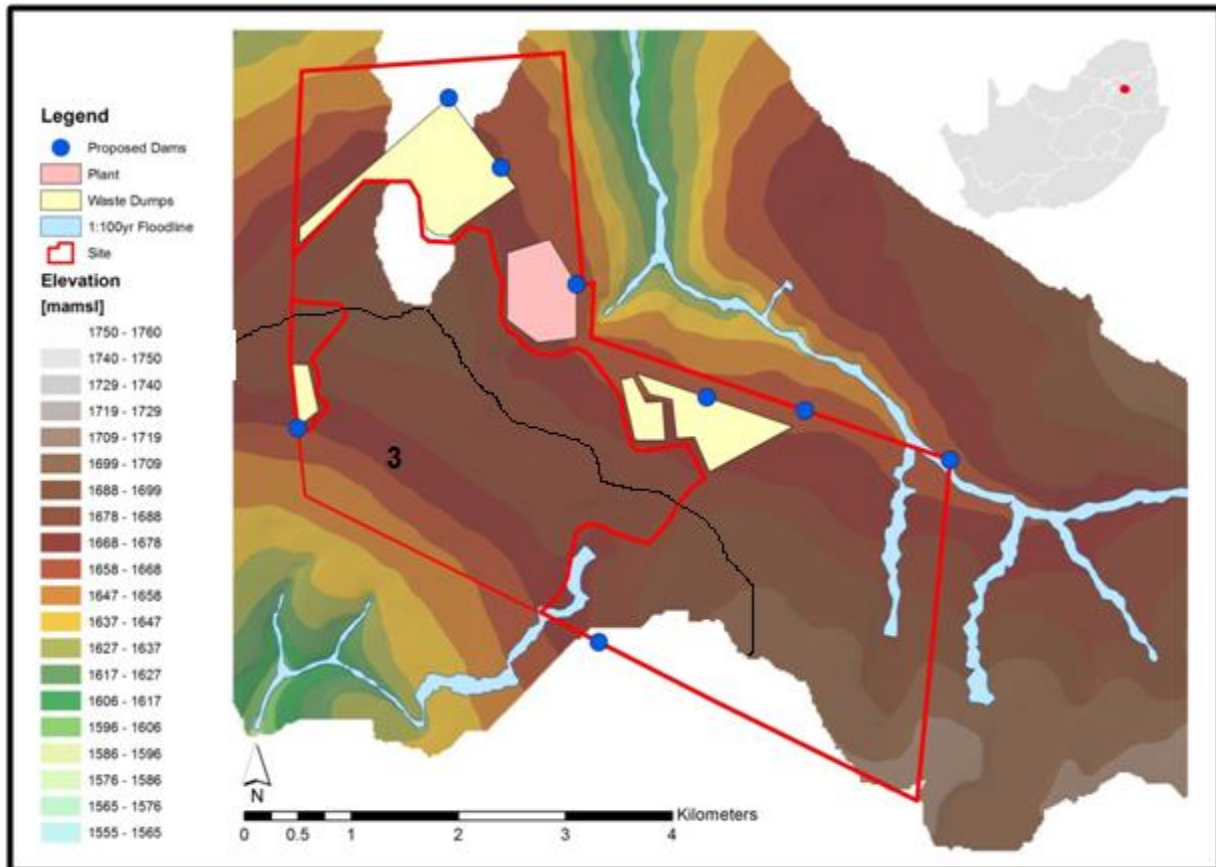 Legend
Proposed Dams
Plant
Waste Dumps
1:100yr Floodline
Site
Elevation
[mamsl]
1750 - 1760
1740 - 1750
1729 - 1740
1719 - 1729
1709 - 1719
1699 - 1709
1688 - 1699
1678 - 1688
1668 - 1678
1658 - 1668
1647 - 1658
1637 - 1647
1627 - 1637
1617 - 1627
1606 - 1617
1596 - 1606
1586 - 1596
1576 - 1586
1565 - 1576
1555 - 1565
3
N
Kilometers
0 0.5 1 2 3 4